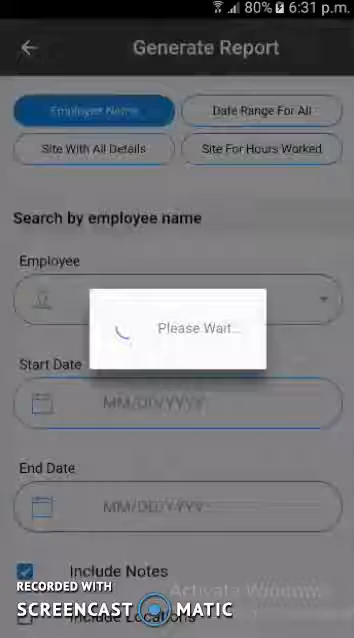 80% 6:31 p.m.
Generate Report
Employee Name
Date Range For All
Site With All Details
Site For Hours Worked
Search by employee name
Employee
Please Wait...
Start Date
MM/DD/YYYY
End Date
MM/DD/YYYY
Include Notes
RECORDED WITH
Activate Windows
SCREENCAST MATIC
Include Locations